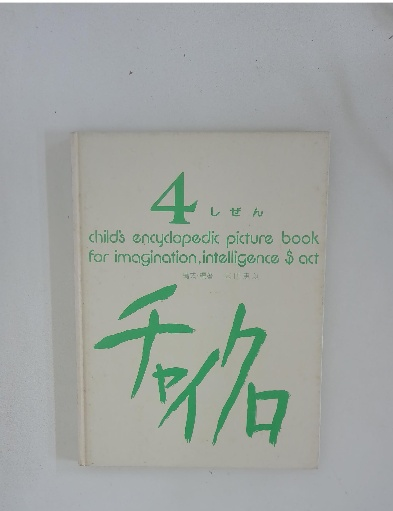 4 しぜん
child's encyclopedic picture book
for imagination, intelligence $ act
チャイクロ